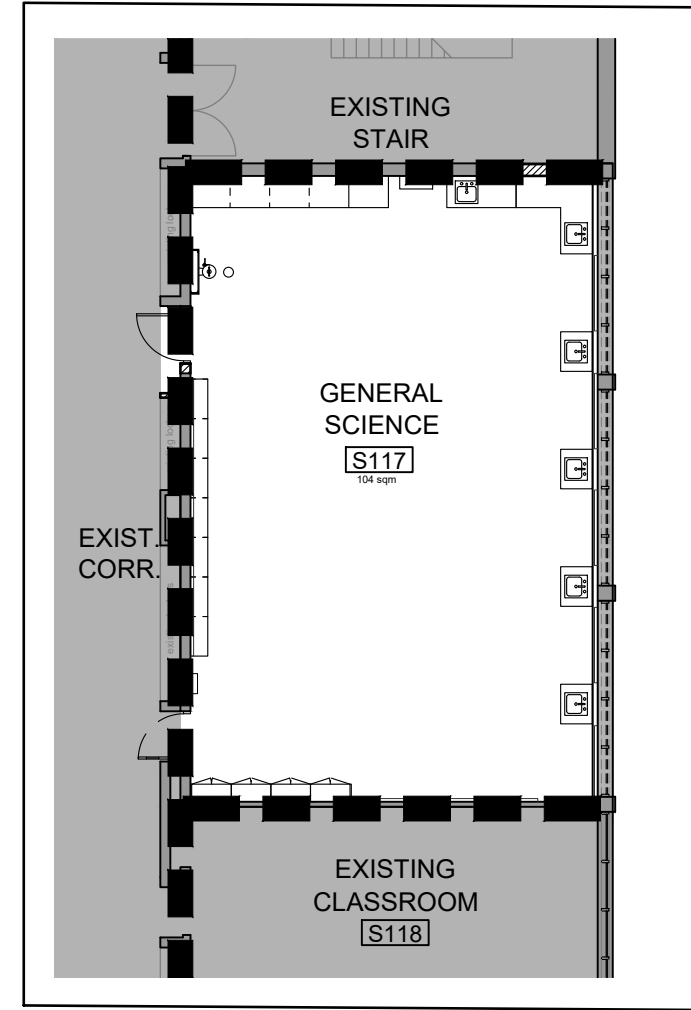 EXISTING
STAIR
GENERAL
SCIENCE
S117
104 sqm
EXIST.
CORR.
EXISTING
CLASSROOM
S118